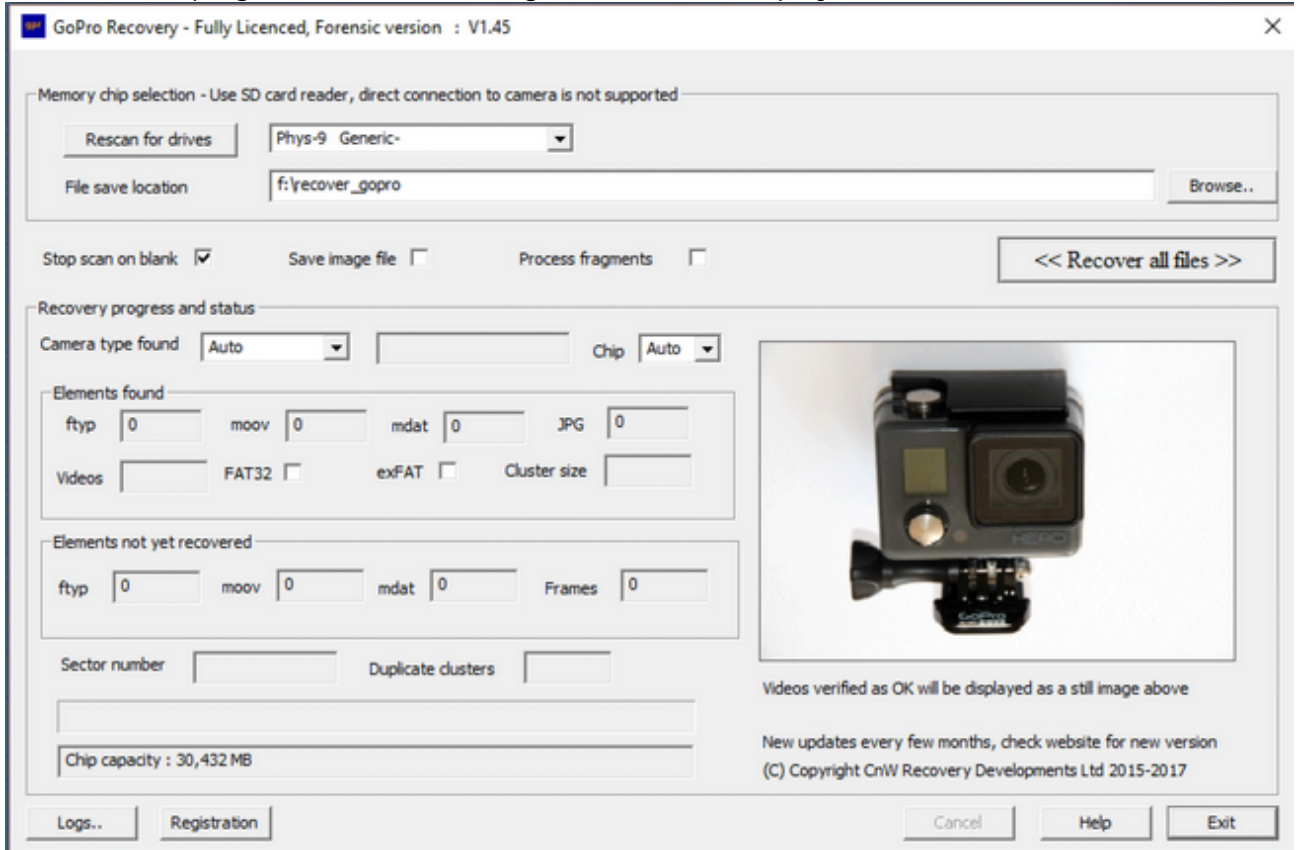 GoPro Recovery - Fully Licenced, Forensic version : V1.45
Memory chip selection - Use SD card reader, direct connection to camera is not supported
Rescan for drives Phys-9 Generic-
File save location f:\recover_gopro Browse..
Stop scan on blank Save image file Process fragments << Recover all files >>
Recovery progress and status
Camera type found Auto Chip Auto
Elements found
ftyp 0 moov 0 mdat 0 JPG 0
Videos FAT32 exFAT Cluster size
Elements not yet recovered
ftyp 0 moov 0 mdat 0 Frames 0
HERO
GoPro
Sector number Duplicate clusters
Videos verified as OK will be displayed as a still image above
Chip capacity : 30,432 MB
New updates every few months, check website for new version
(C) Copyright CnW Recovery Developments Ltd 2015-2017
Logs.. Registration Cancel Help Exit